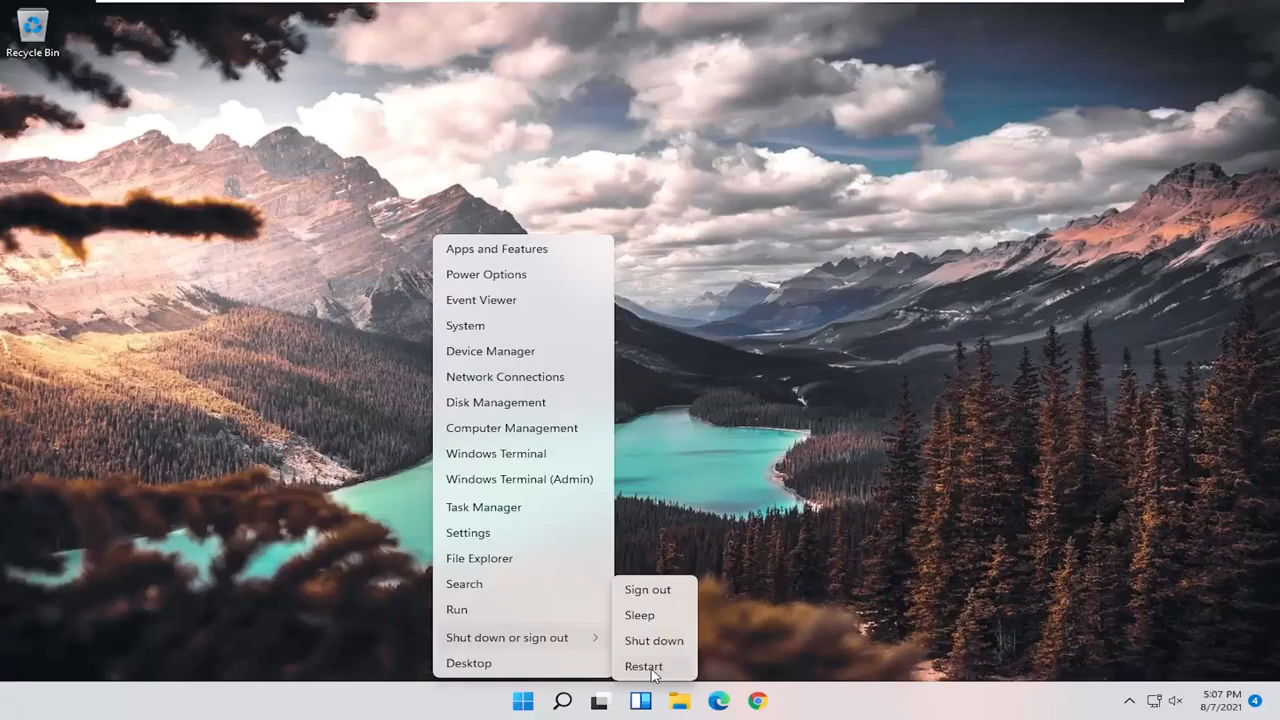 Recycle Bin
Apps and Features
Power Options
Event Viewer
System
Device Manager
Network Connections
Disk Management
Computer Management
Windows Terminal
Windows Terminal (Admin)
Task Manager
Settings
File Explorer
Search
Run
Shut down or sign out
Desktop
Sign out
Sleep
Shut down
Restart
5:07 PM
8/7/2021
4